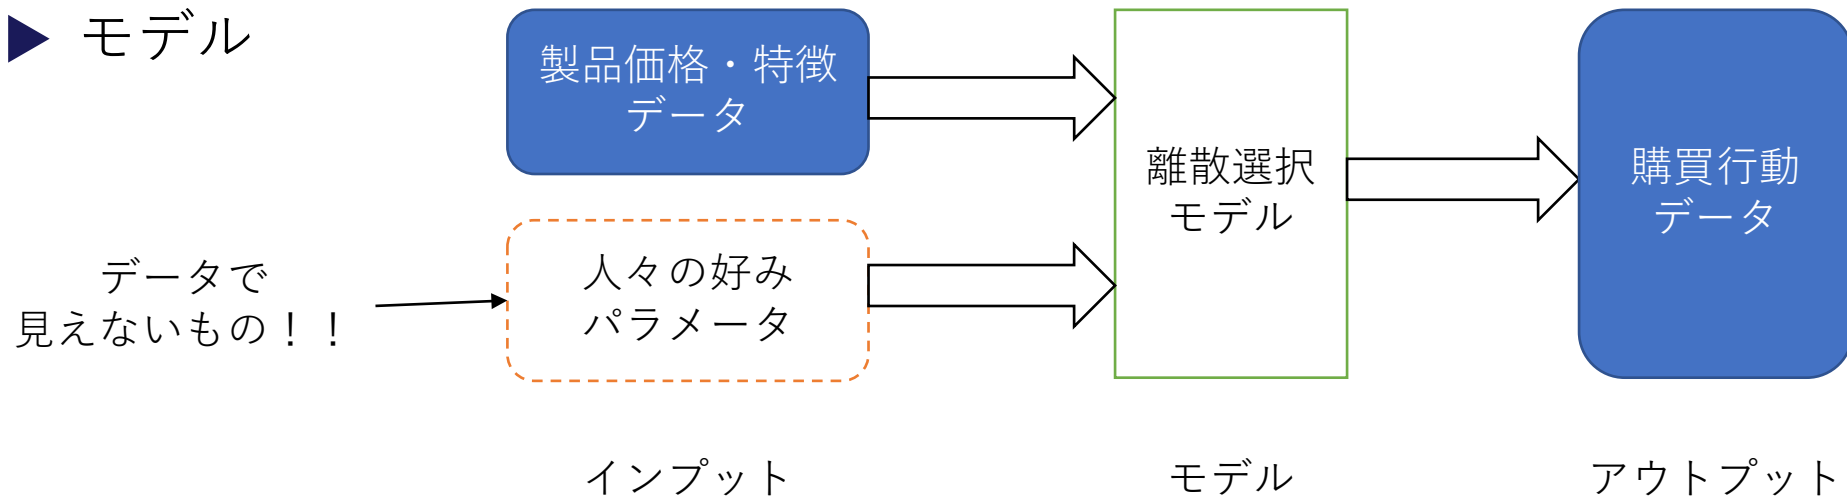 モデル
製品価格・特徴
データ
人々の好み
パラメータ
データで
見えないもの！！
離散選択
モデル
購買行動
データ
インプット
モデル
アウトプット